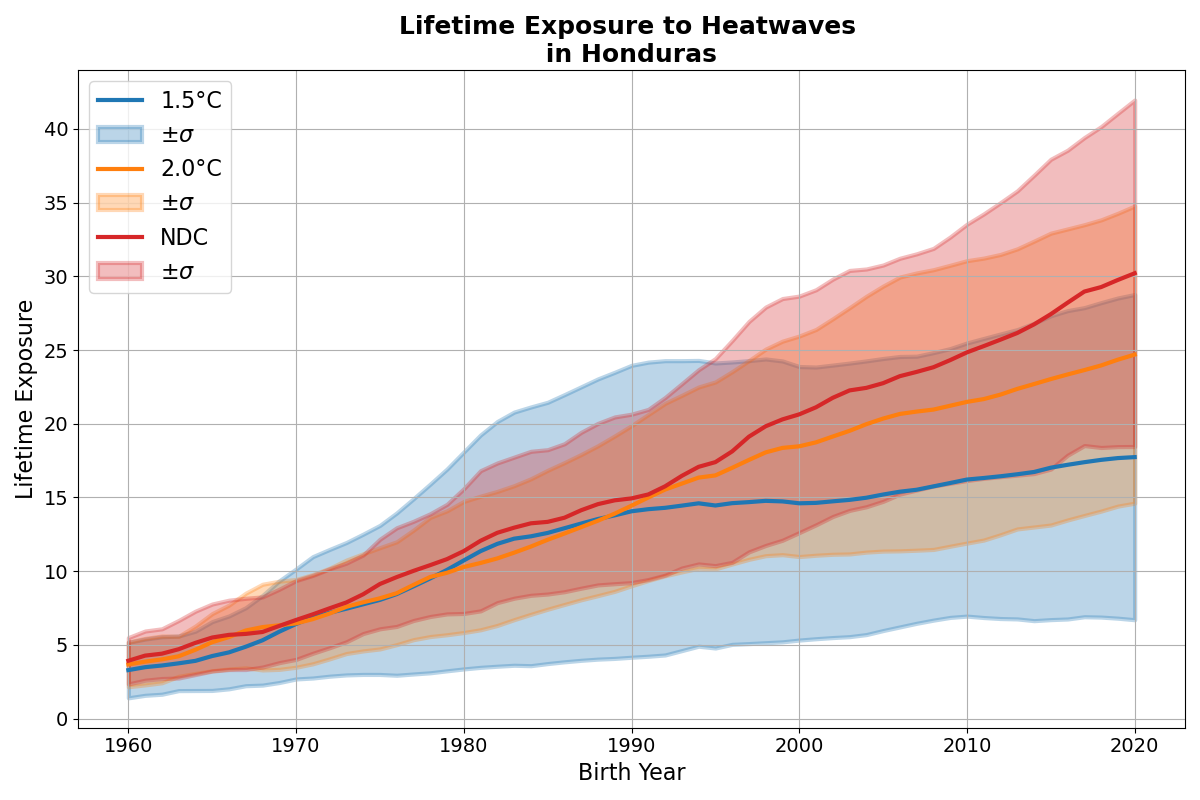 Lifetime Exposure to Heatwaves
in Honduras
1.5°C
±σ
2.0°C
±σ
NDC
±σ
Lifetime Exposure
40
35
30
25
20
15
10
5
0
1960 1970 1980 1990 2000 2010 2020
Birth Year